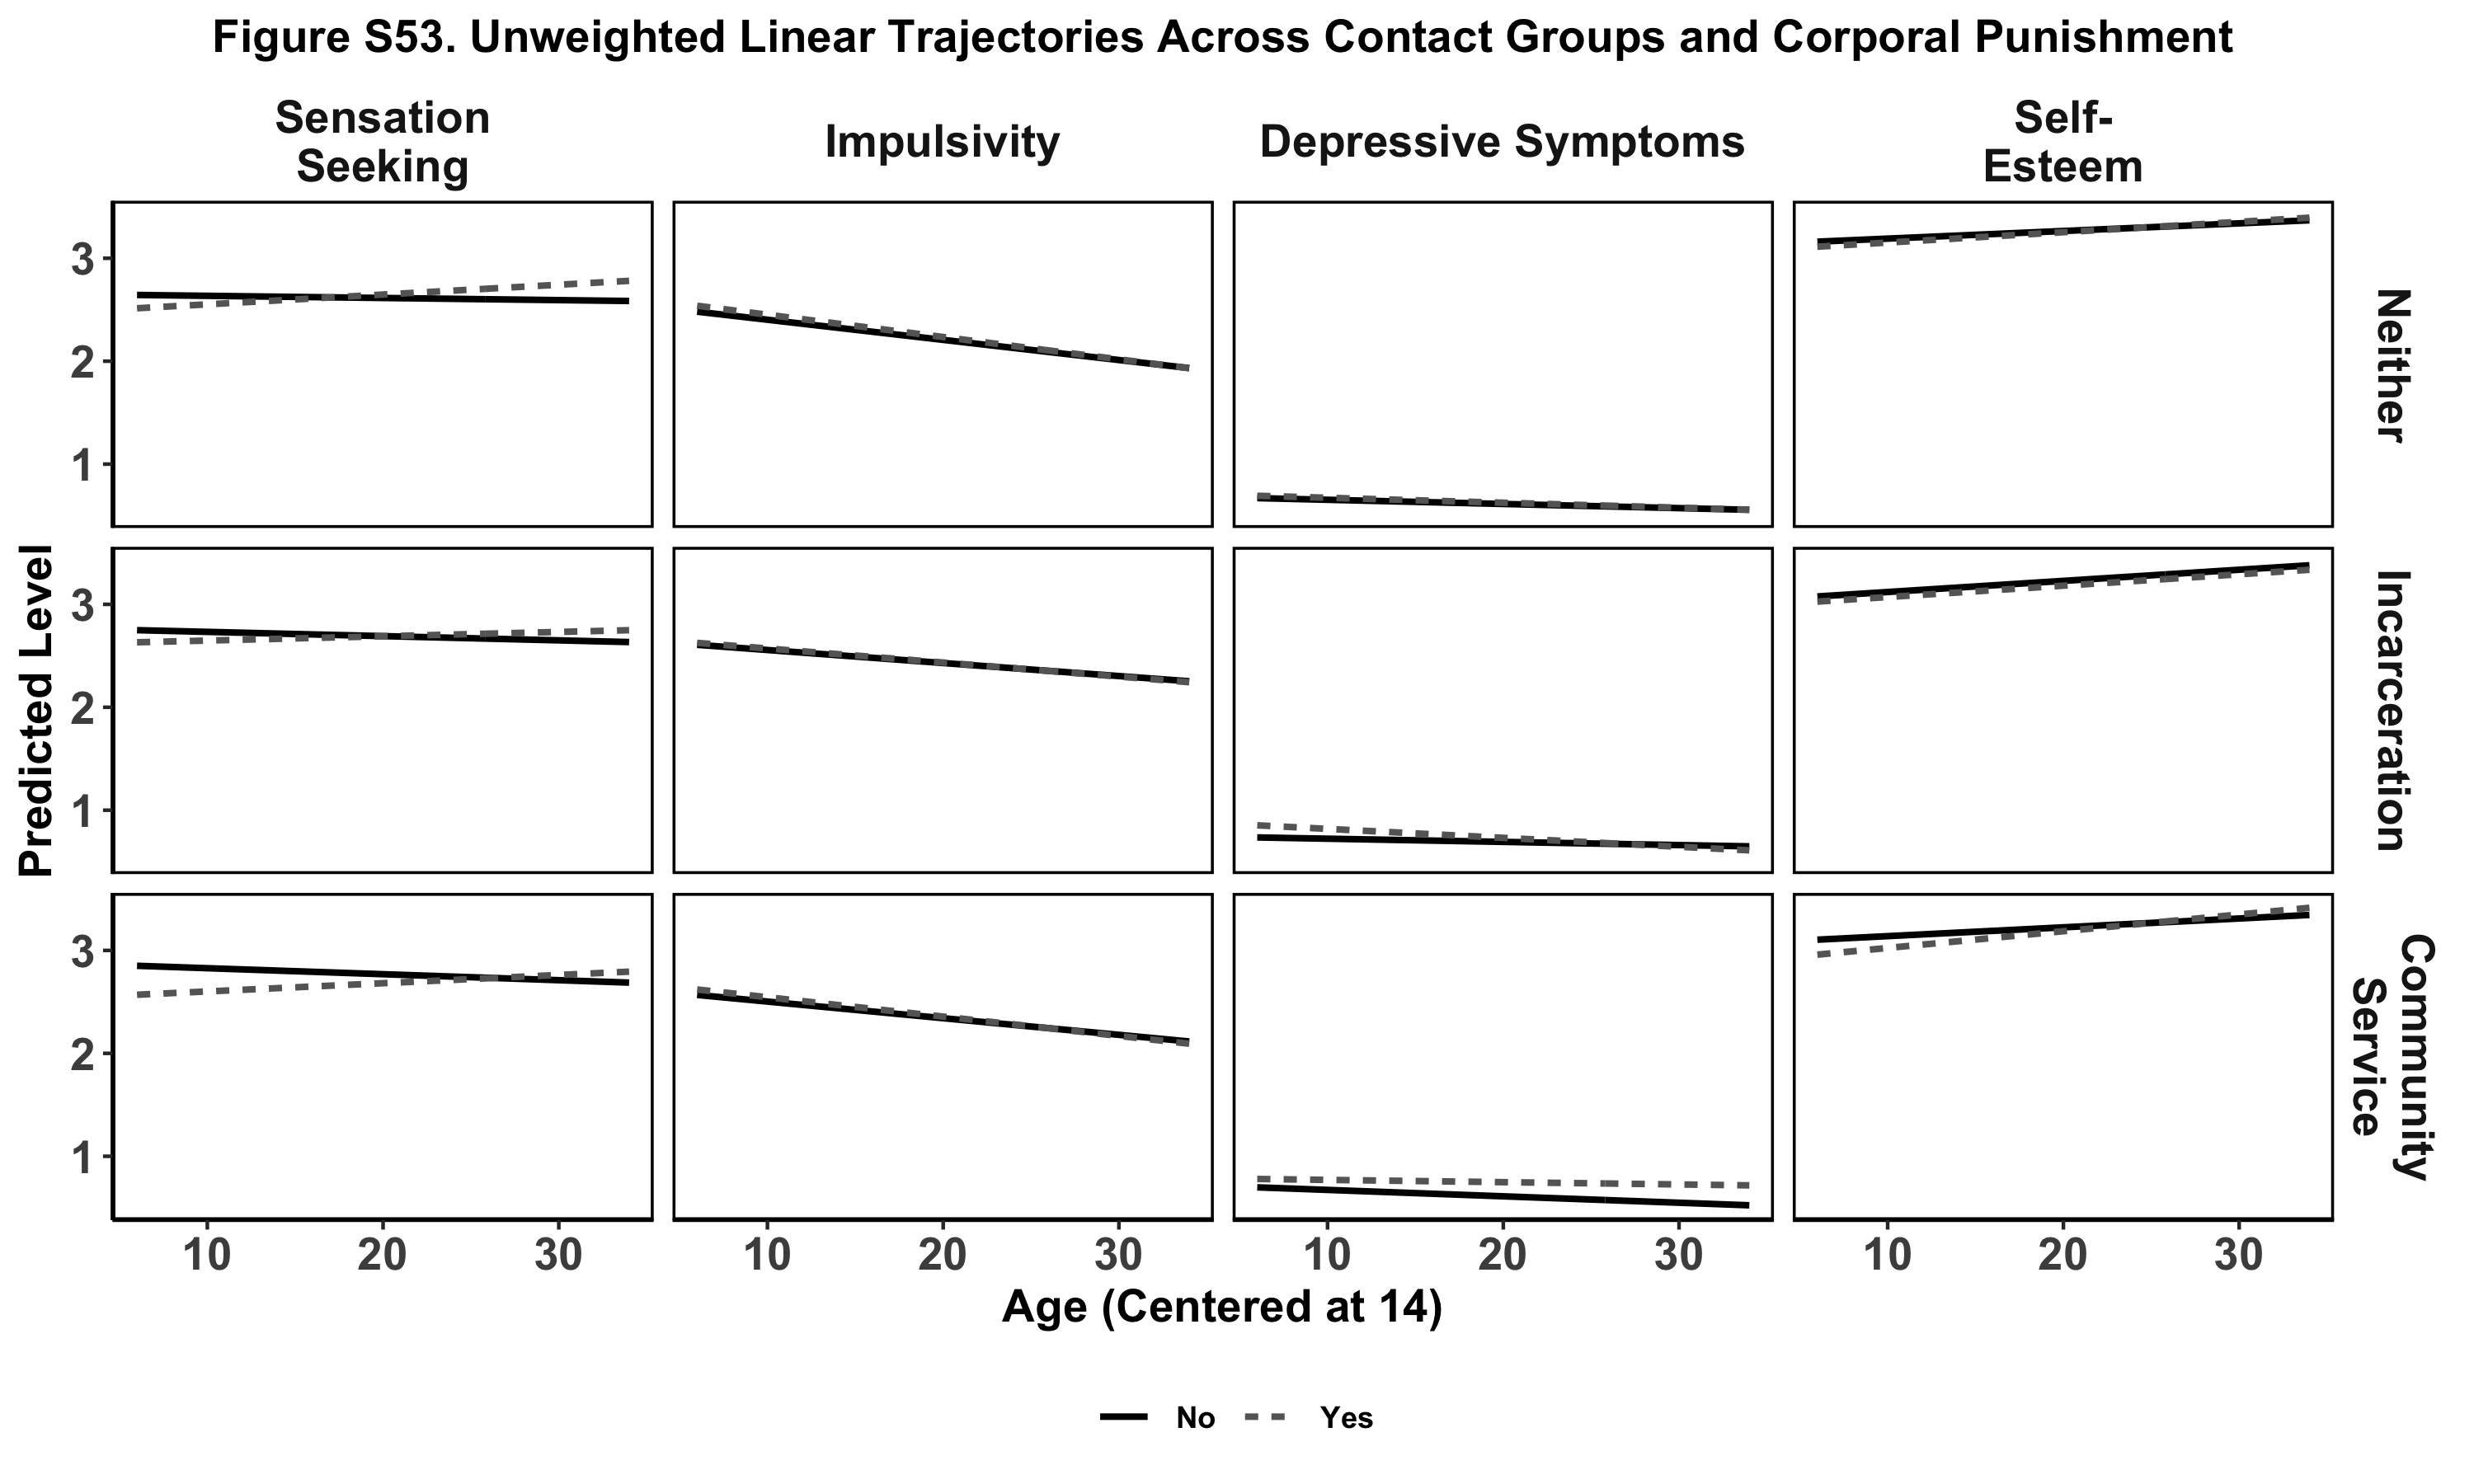 Figure S53. Unweighted Linear Trajectories Across Contact Groups and Corporal Punishment
Sensation
Seeking
Impulsivity
Depressive Symptoms
Self-
Esteem
3
2
1
Neither
Predicted Level
3
2
1
Incarceration
3
2
1
Community
Service
10
20
30
10
20
30
10
20
30
10
20
30
Age (Centered at 14)
No
Yes